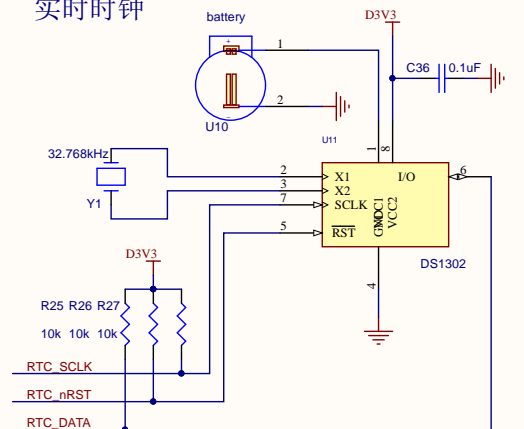 实时时钟
battery
D3V3
1
C36
0.1uF
2
U10
U11
1
8
32.768kHz
2
X1
I/O
6
3
X2
7
SCLK
Y1
VCC2
5
RST
D3V3
DS1302
4
R25 R26 R27
10k 10k 10k
RTC_SCLK
RTC_nRST
RTC_DATA